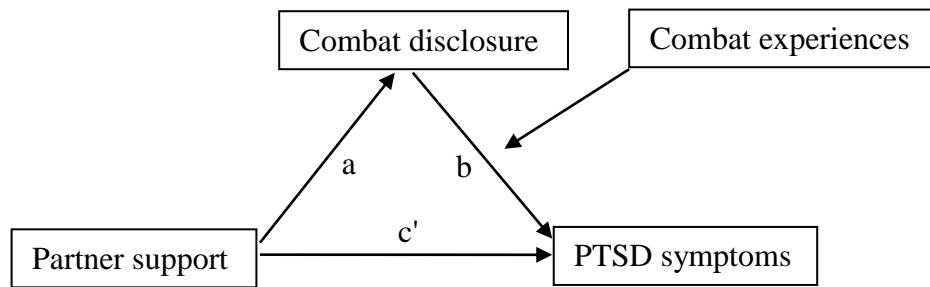 Combat disclosure
Combat experiences
a
b
c'
Partner support
PTSD symptoms